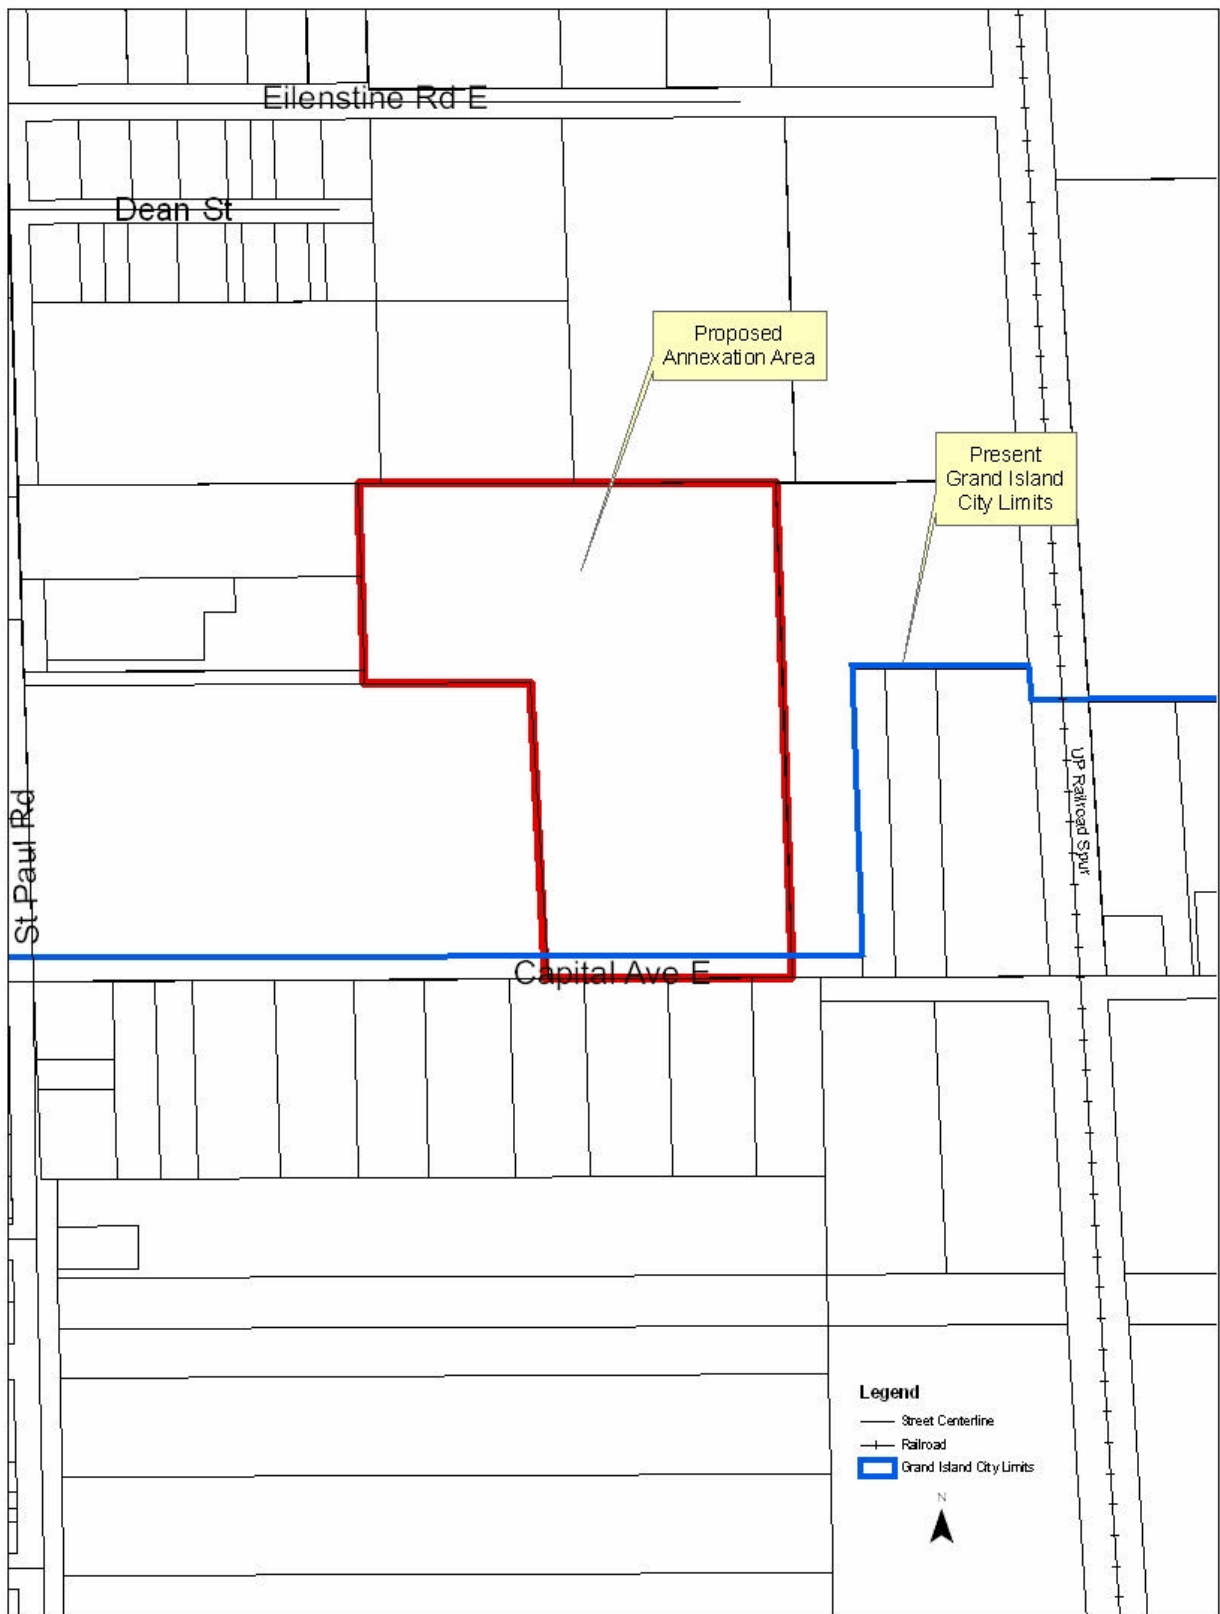 Eilenstine Rd E
Dean St
Proposed
Annexation Area
Present
Grand Island
City Limits
UP Railroad Spur
St Paul Rd
Capital Ave E
Legend
Street Centerline
Railroad
Grand Island City Limits
N